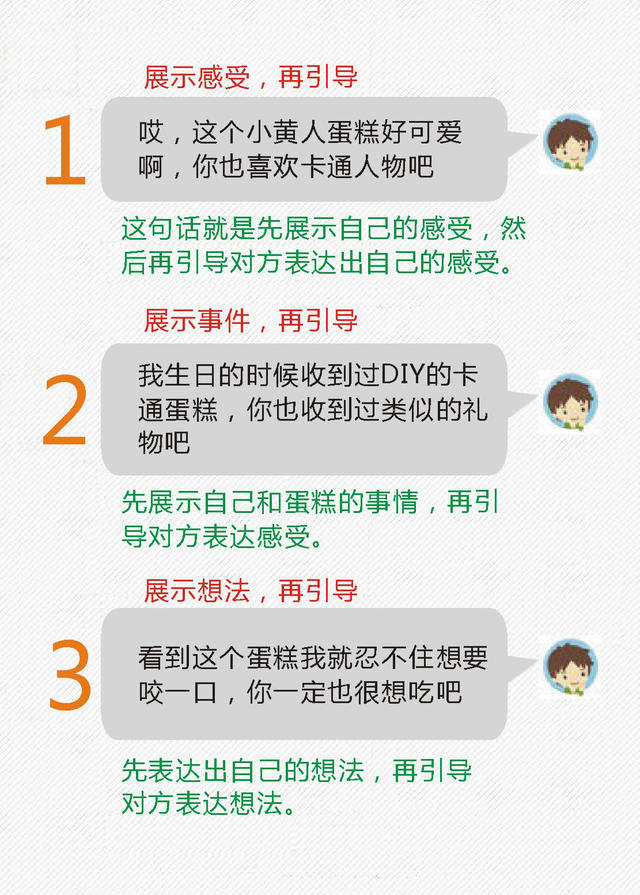 展示感受，再引导
1
哎，这个小黄人蛋糕好可爱
啊，你也喜欢卡通人物吧
这句话就是先展示自己的感受，然
后再引导对方表达出自己的感受。
展示事件，再引导
2
我生日的时候收到过DIY的卡
通蛋糕，你也收到过类似的礼
物吧
先展示自己和蛋糕的事情，再引
导对方表达感受。
展示想法，再引导
3
看到这个蛋糕我就忍不住想要
咬一口，你一定也很想吃吧
先表达出自己的想法，再引导
对方表达想法。